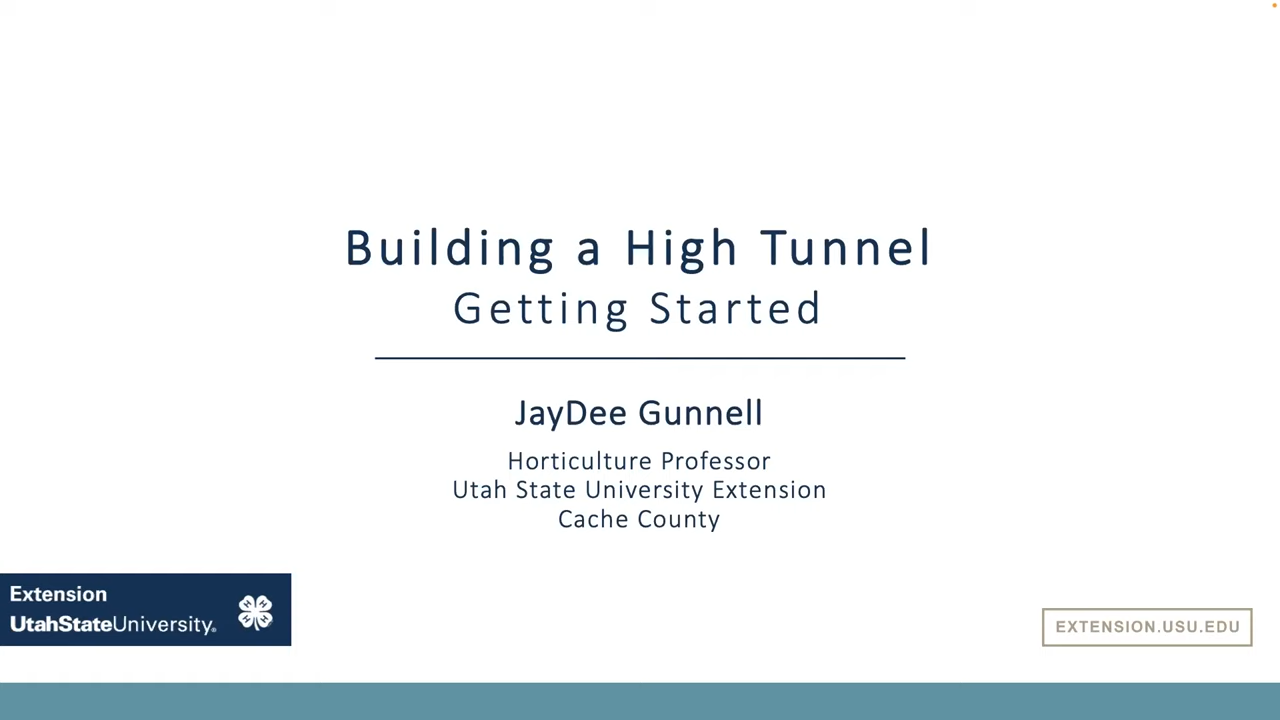 Building a High Tunnel
Getting Started
JayDee Gunnell
Horticulture Professor
Utah State University Extension
Cache County
Extension
UtahStateUniversity®
H H H H
EXTENSION.USU.EDU